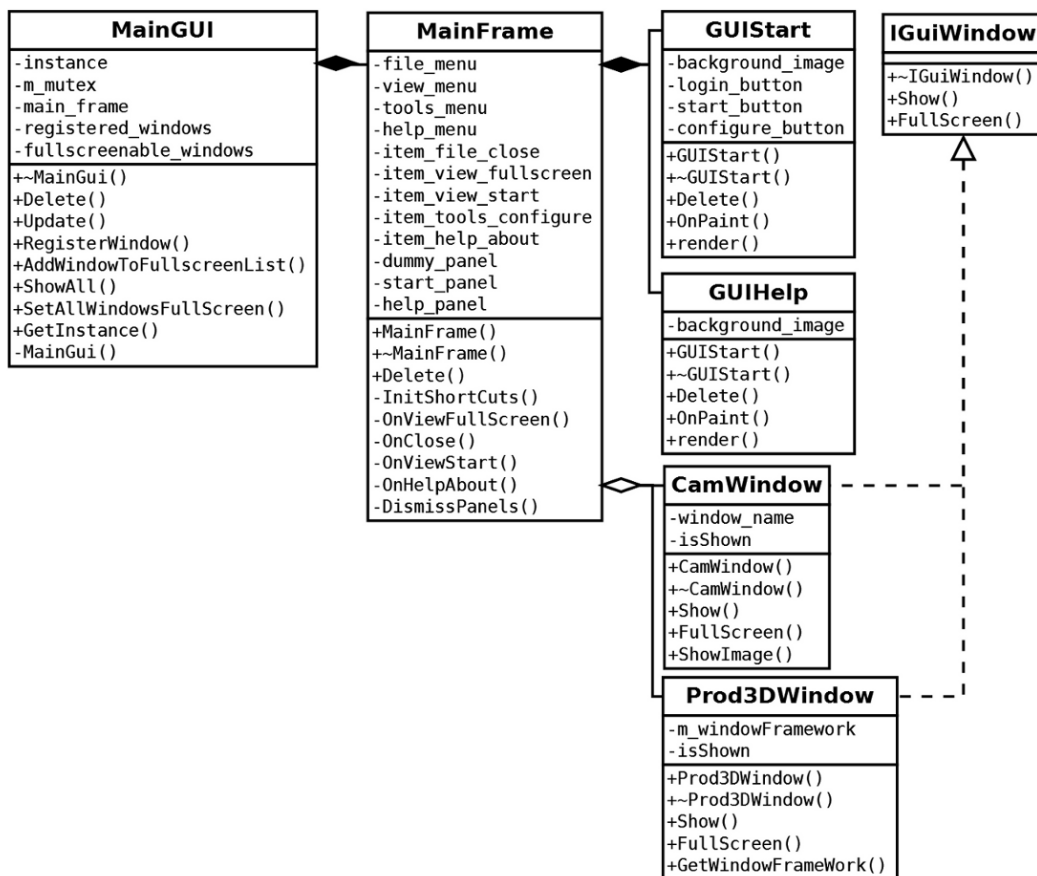 MainGUI
-instance
-m_mutex
-main_frame
-registered_windows
-fullscreenable_windows
+~MainGui()
+Delete()
+Update()
+RegisterWindow()
+AddWindowToFullscreenList()
+ShowAll()
+SetAllWindowsFullScreen()
+GetInstance()
-MainGui()
MainFrame
-file_menu
-view_menu
-tools_menu
-help_menu
-item_file_close
-item_view_fullscreen
-item_view_start
-item_tools_configure
-item_help_about
-dummy_panel
-start_panel
-help_panel
+MainFrame()
+~MainFrame()
+Delete()
-InitShortCuts()
-OnViewFullScreen()
-OnClose()
-OnViewStart()
-OnHelpAbout()
-DismissPanels()
GUIStart
-background_image
-login_button
-start_button
-configure_button
+GUIStart()
+~GUIStart()
+Delete()
+OnPaint()
+render()
GUIHelp
-background_image
+GUIStart()
+~GUIStart()
+Delete()
+OnPaint()
+render()
CamWindow
-window_name
-isShown
+CamWindow()
+~CamWindow()
+Show()
+FullScreen()
+ShowImage()
Prod3DWindow
-m_windowFramework
-isShown
+Prod3DWindow()
+~Prod3DWindow()
+Show()
+FullScreen()
+GetWindowFrameWork()
IGuiWindow
+~IGuiWindow()
+Show()
+FullScreen()